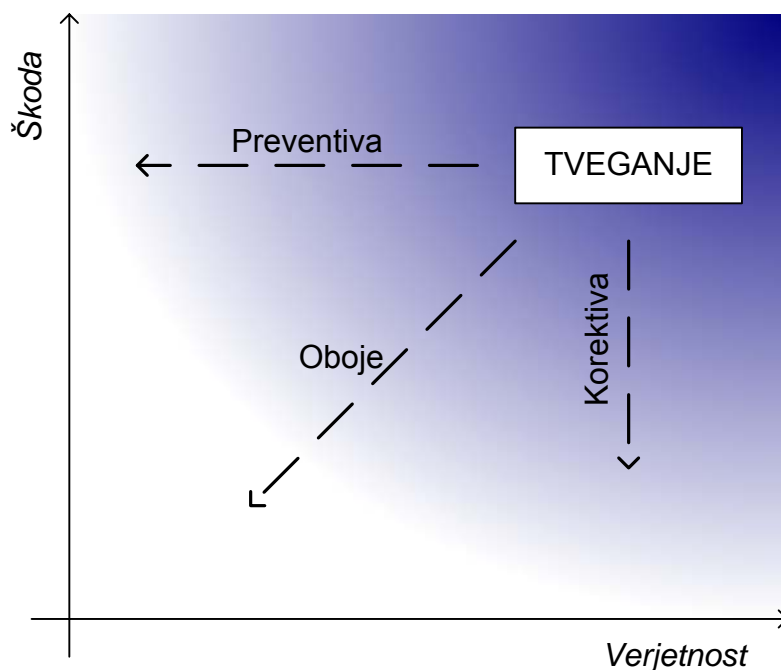 Škoda
Preventiva
TVEGANJE
Oboje
Korektiva
Verjetnost